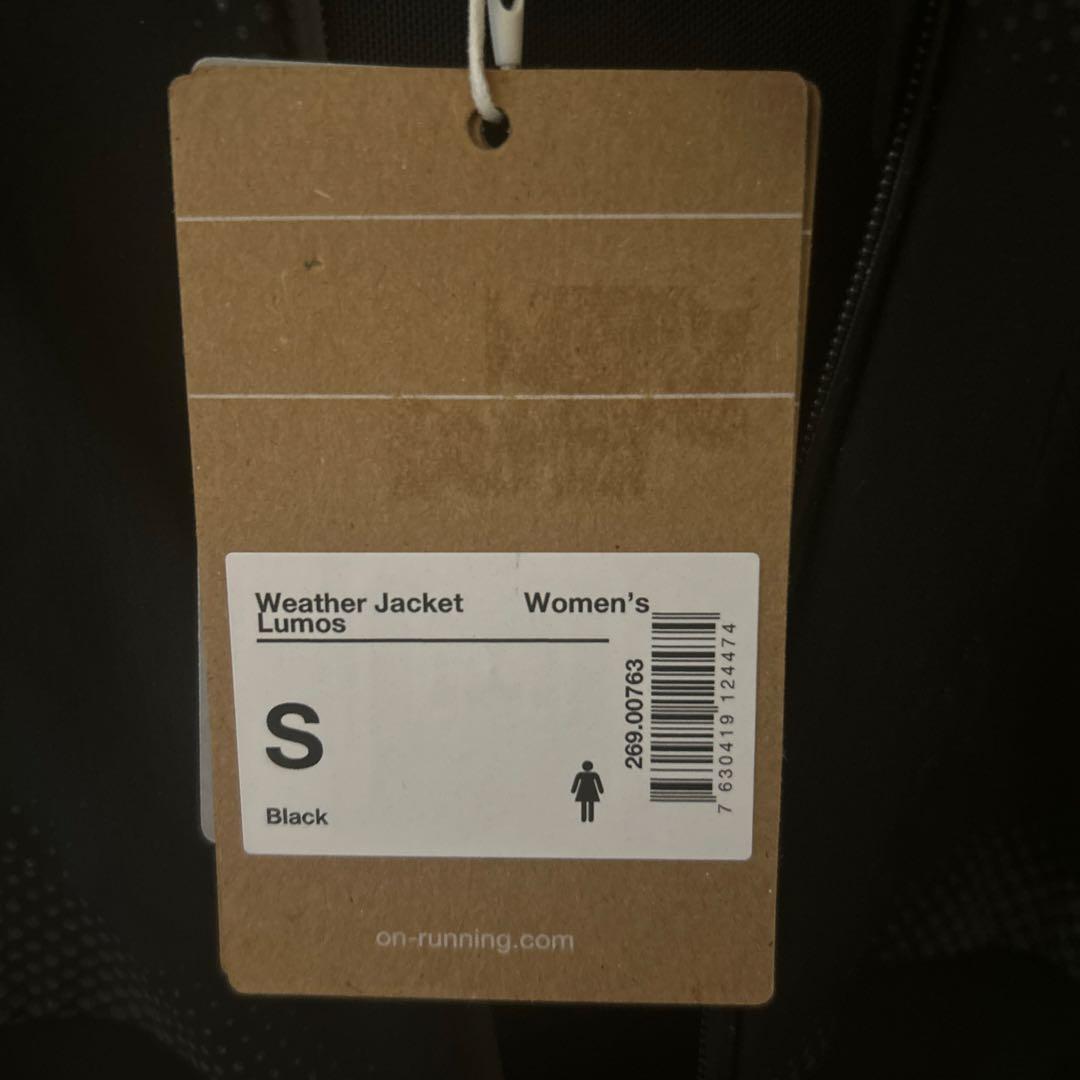 Weather Jacket Women’s
Lumos
S
Black
269.00763
7 630419 124474
on-running.com